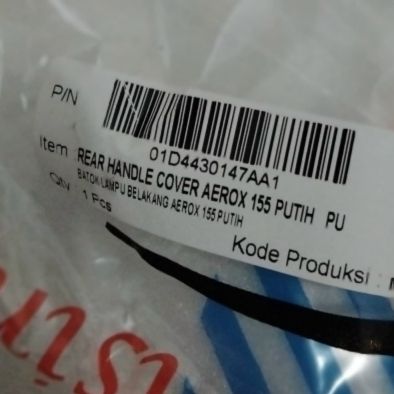 P/N
01D4430147AA1
Item : REAR HANDLE COVER AEROX 155 PUTIH PU
BATOK LAMPU BELAKANG AEROX 155 PUTIH
Qty : 1 Pcs
Kode Produksi :